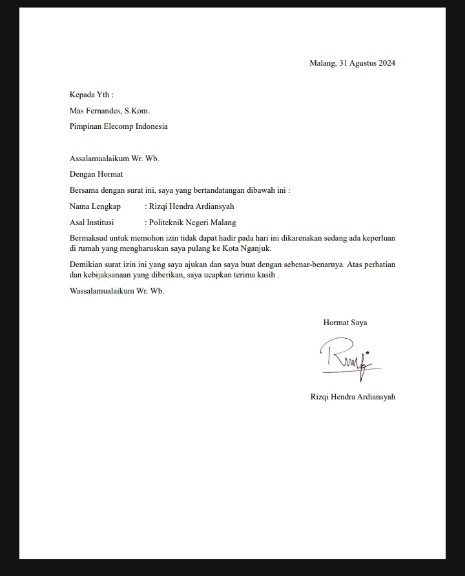 Malang, 31 Agustus 2024
Kepada Yth :
Mas Fernandes, S.Kom.
Pimpinan Elecomp Indonesia
Assalamualaikum Wr. Wb.
Dengan Hormat
Bersama dengan surat ini, saya yang bertandatangan dibawah ini :
Nama Lengkap : Rizqi Hendra Ardiansyah
Asal Institusi : Politeknik Negeri Malang
Bermaksud untuk memohon izin tidak dapat hadir pada hari ini dikarenakan sedang ada keperluan
di rumah yang mengharuskan saya pulang ke Kota Nganjuk.
Demikian surat izin ini yang saya ajukan dan saya buat dengan sebenar-benarnya. Atas perhatian
dan kebijaksanaan yang diberikan, saya ucapkan terima kasih .
Wassalamualaikum Wr. Wb.
Hormat Saya
Rizqi Hendra Ardiansyah